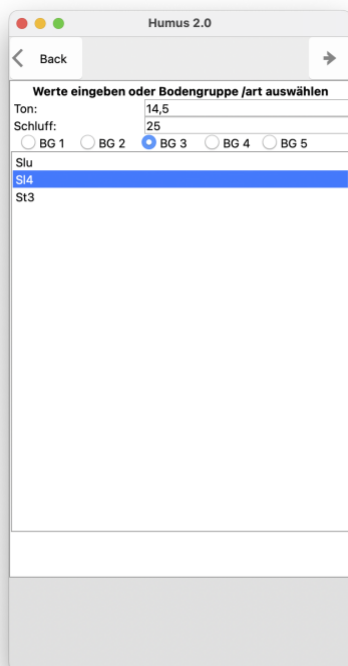 Humus 2.0
Back
Werte eingeben oder Bodengruppe /art auswählen
Ton: 14,5
Schluff: 25
BG 1 BG 2 BG 3 BG 4 BG 5
Slu
Sl4
St3